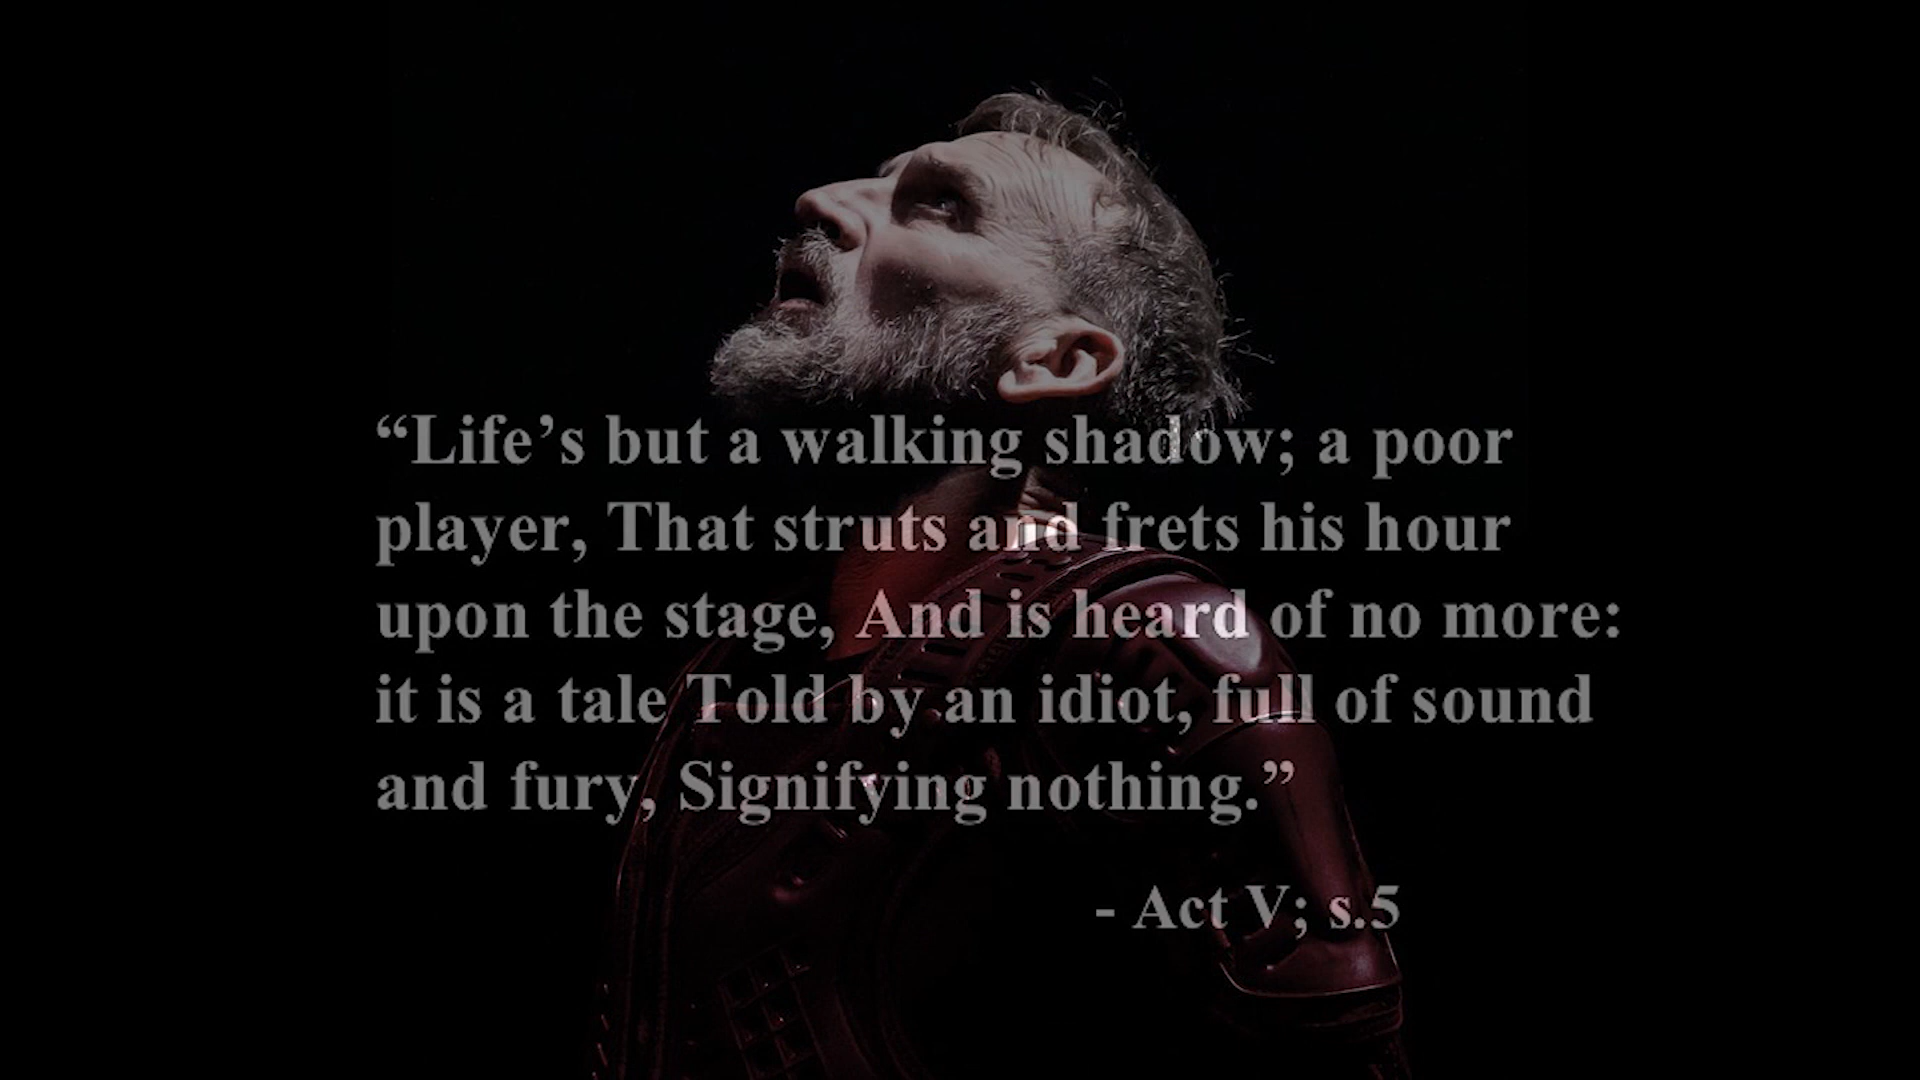 “Life’s but a walking shadow; a poor
player, That struts and frets his hour
upon the stage, And is heard of no more:
it is a tale Told by an idiot, full of sound
and fury, Signifying nothing.”
- Act V; s.5